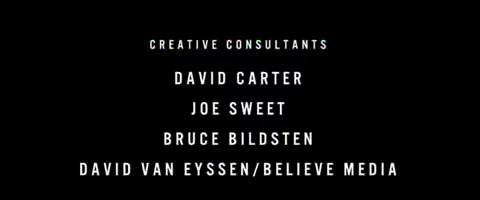 CREATIVE CONSULTANTS
DAVID CARTER
JOE SWEET
BRUCE BILDSTEN
DAVID VAN EYSSEN/BELIEVE MEDIA